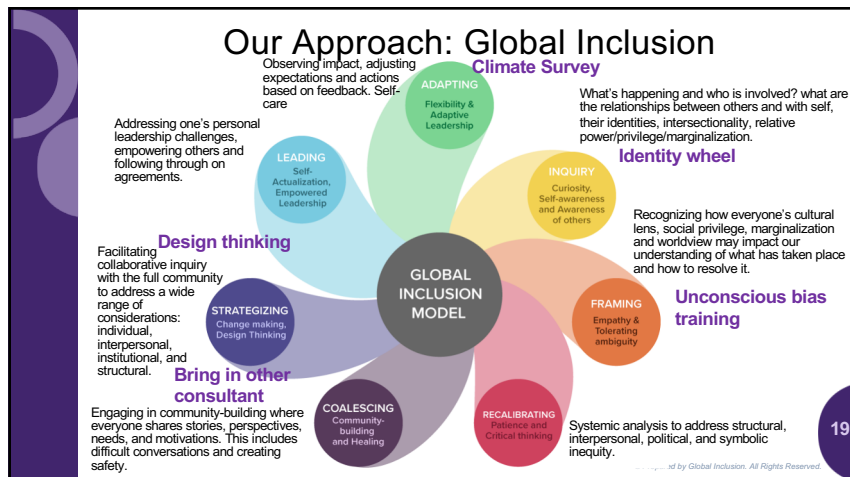 Our Approach: Global Inclusion
Observing impact, adjusting
expectations and actions
based on feedback. Self-
care
ADAPTING
Flexibility &
Adaptive
Leadership
Climate Survey
What's happening and who is involved? what are
the relationships between others and with self,
their identities, intersectionality, relative
power/privilege/marginalization.
Identity wheel
Addressing one's personal
leadership challenges,
empowering others and
following through on
agreements.
LEADING
Self-
Actualization,
Empowered
Leadership
INQUIRY
Curiosity,
Self-awareness
and Awareness
of others
Recognizing how everyone's cultural
lens, social privilege, marginalization
and worldview may impact our
understanding of what has taken place
and how to resolve it.
Design thinking
Facilitating
collaborative inquiry
with the full community
to address a wide
range of
considerations:
individual,
interpersonal,
institutional, and
structural.
STRATEGIZING
Change making,
Design Thinking
GLOBAL
INCLUSION
MODEL
FRAMING
Empathy &
Tolerating
ambiguity
Unconscious bias
training
Bring in other
consultant
Engaging in community-building where
everyone shares stories, perspectives,
needs, and motivations. This includes
difficult conversations and creating
safety.
COALESCING
Community-
building
and Healing
RECALIBRATING
Patience and
Critical thinking
Systemic analysis to address structural,
interpersonal, political, and symbolic
inequity.
19
by Global Inclusion. All Rights Reserved.